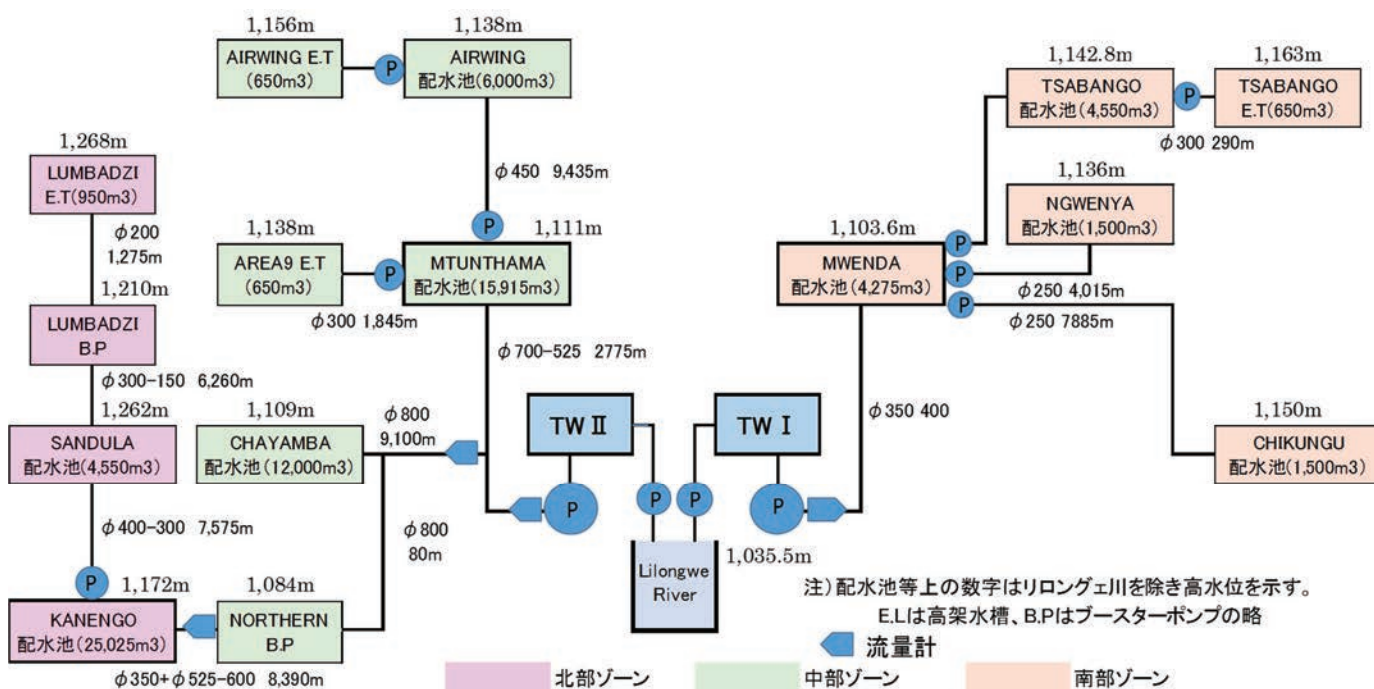 1,156m
AIRWING E.T
(650m3)
P
1,138m
AIRWING
配水池(6,000m3)
φ450 9,435m
P
1,268m
LUMBADZI
E.T(950m3)
φ200
1,275m
1,210m
LUMBADZI
B.P
φ300-150 6,260m
1,262m
SANDULA
配水池(4,550m3)
φ400-300 7,575m
P
1,172m
KANENGO
配水池(25,025m3)
φ350+φ525-600 8,390m
1,138m
AREA9 E.T
(650m3)
P
φ300 1,845m
1,111m
MTUNTHAMA
配水池(15,915m3)
φ700-525 2775m
1,109m
CHAYAMBA
配水池(12,000m3)
φ800
9,100m
φ800
80m
1,084m
NORTHERN
B.P
TWⅡ
P
P
TWⅠ
P
P
Lilongwe
River
1,035.5m
1,142.8m
TSABANGO
配水池(4,550m3)
P
1,163m
TSABANGO
E.T(650m3)
φ300 290m
1,136m
NGWENYA
配水池(1,500m3)
1,103.6m
MWENDA
配水池(4,275m3)
P
P
P
φ250 4,015m
φ250 7885m
φ350 400
1,150m
CHIKUNGU
配水池(1,500m3)
注)配水池等上の数字はリロングェ川を除き高水位を示す。
E.Lは高架水槽、B.Pはブースターポンプの略
流量計
北部ゾーン
中部ゾーン
南部ゾーン